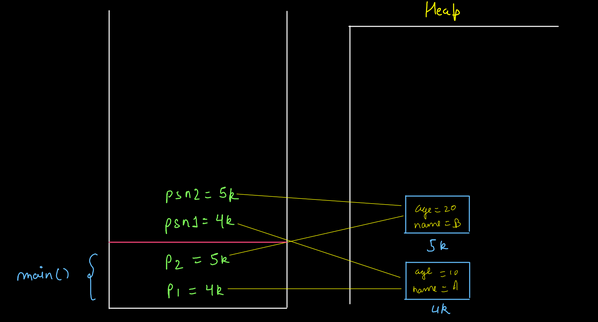 Heap
psn2 = 5k
psn1 = 4k
age = 20
name = B
5k
P2 = 5k
main() {
age = 10
name = A
P1 = 4k
4k